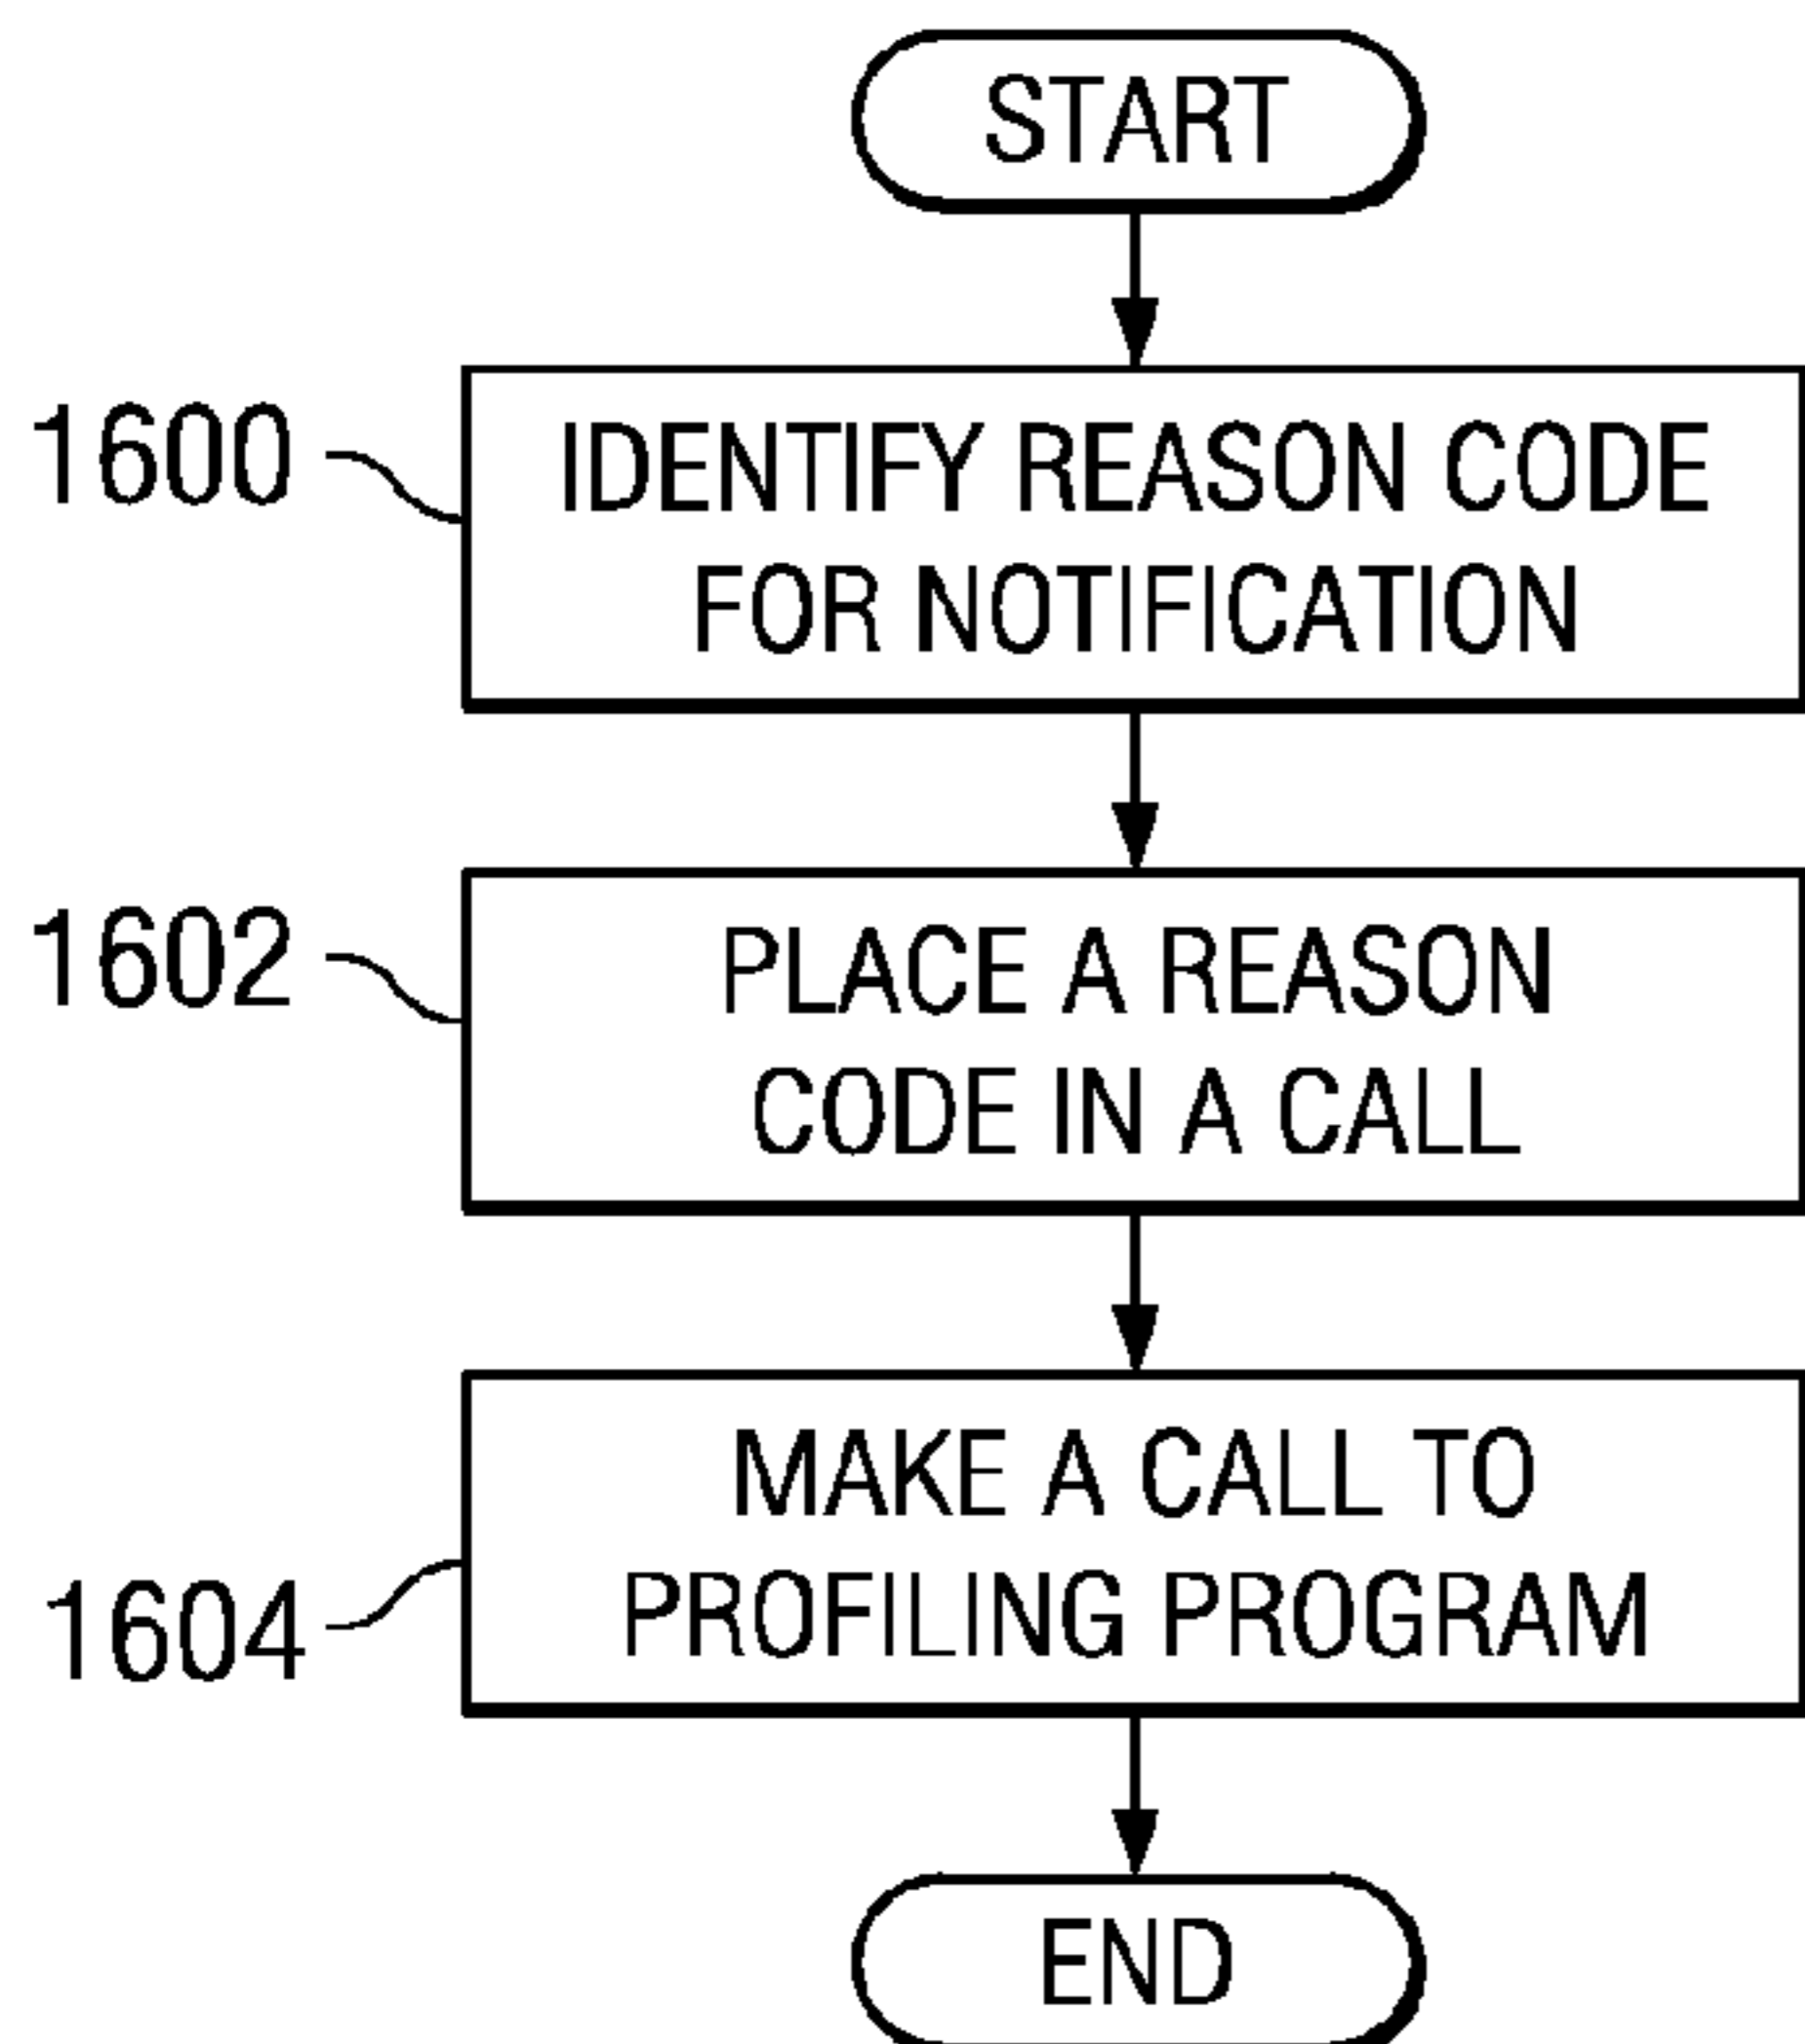 START
1600
IDENTIFY REASON CODE
FOR NOTIFICATION
1602
PLACE A REASON
CODE IN A CALL
1604
MAKE A CALL TO
PROFILING PROGRAM
END